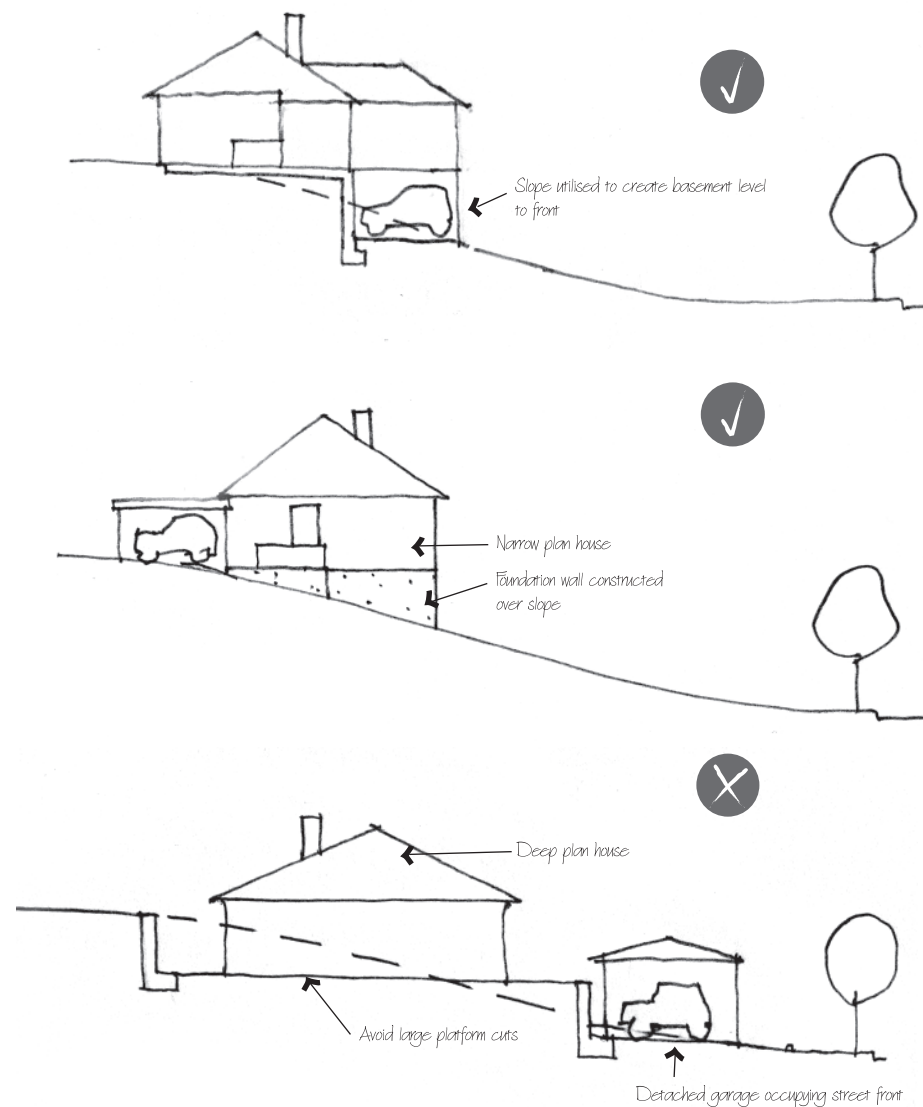 Slope utilised to create basement level
to front
Narrow plan house
Foundation wall constructed
over slope
Deep plan house
Avoid large platform cuts
Detached garage occupying street front